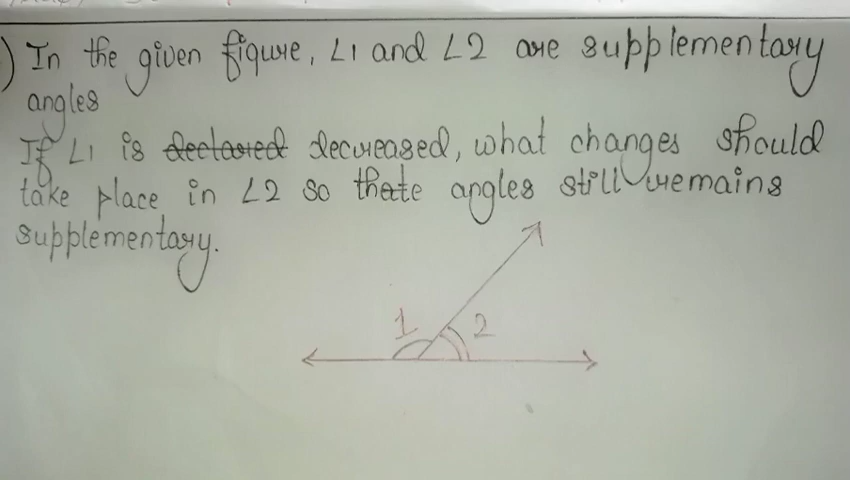 ) In the given figure, ∠1 and ∠2 are supplementary
angles
If ∠1 is decreased, what changes should
take place in ∠2 so that angles still remains
supplementary.
1 2